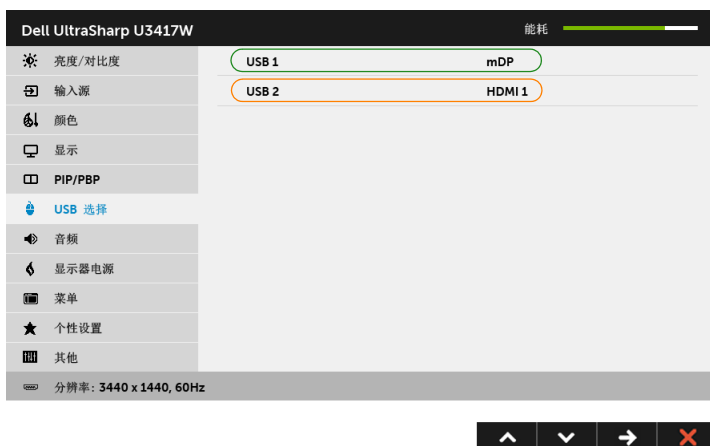 Dell UltraSharp U3417W 能耗
亮度/对比度 USB 1 mDP
输入源 USB 2 HDMI 1
颜色
显示
PIP/PBP
USB 选择
音频
显示器电源
菜单
个性设置
其他
分辨率: 3440 x 1440, 60Hz